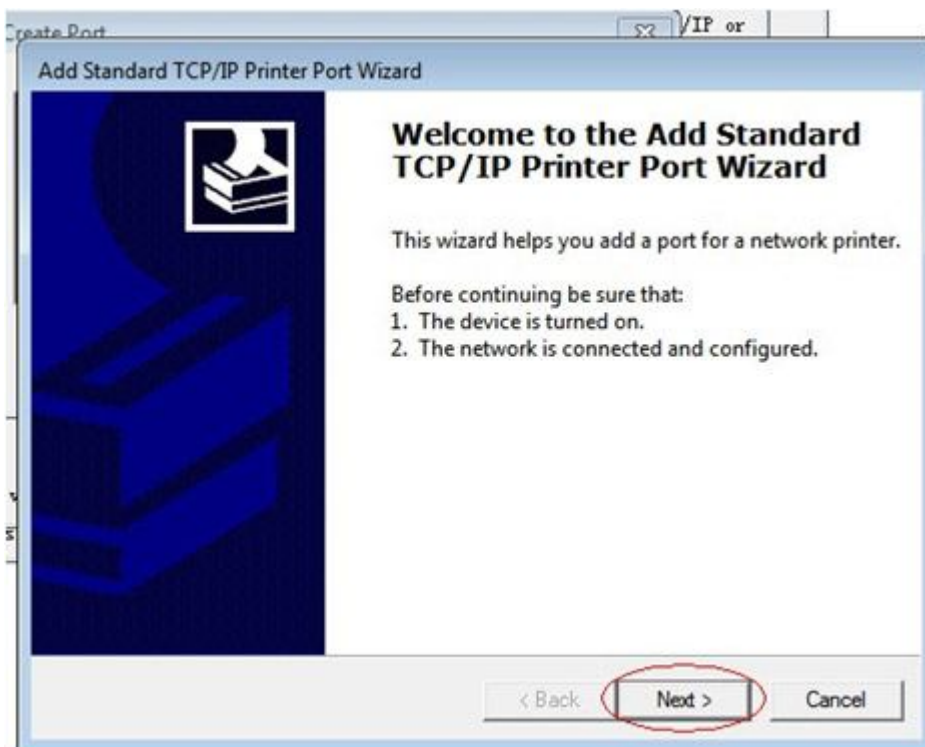 Create Port
/IP or
Add Standard TCP/IP Printer Port Wizard
Welcome to the Add Standard
TCP/IP Printer Port Wizard
This wizard helps you add a port for a network printer.
Before continuing be sure that:
1. The device is turned on.
2. The network is connected and configured.
< Back
Next >
Cancel